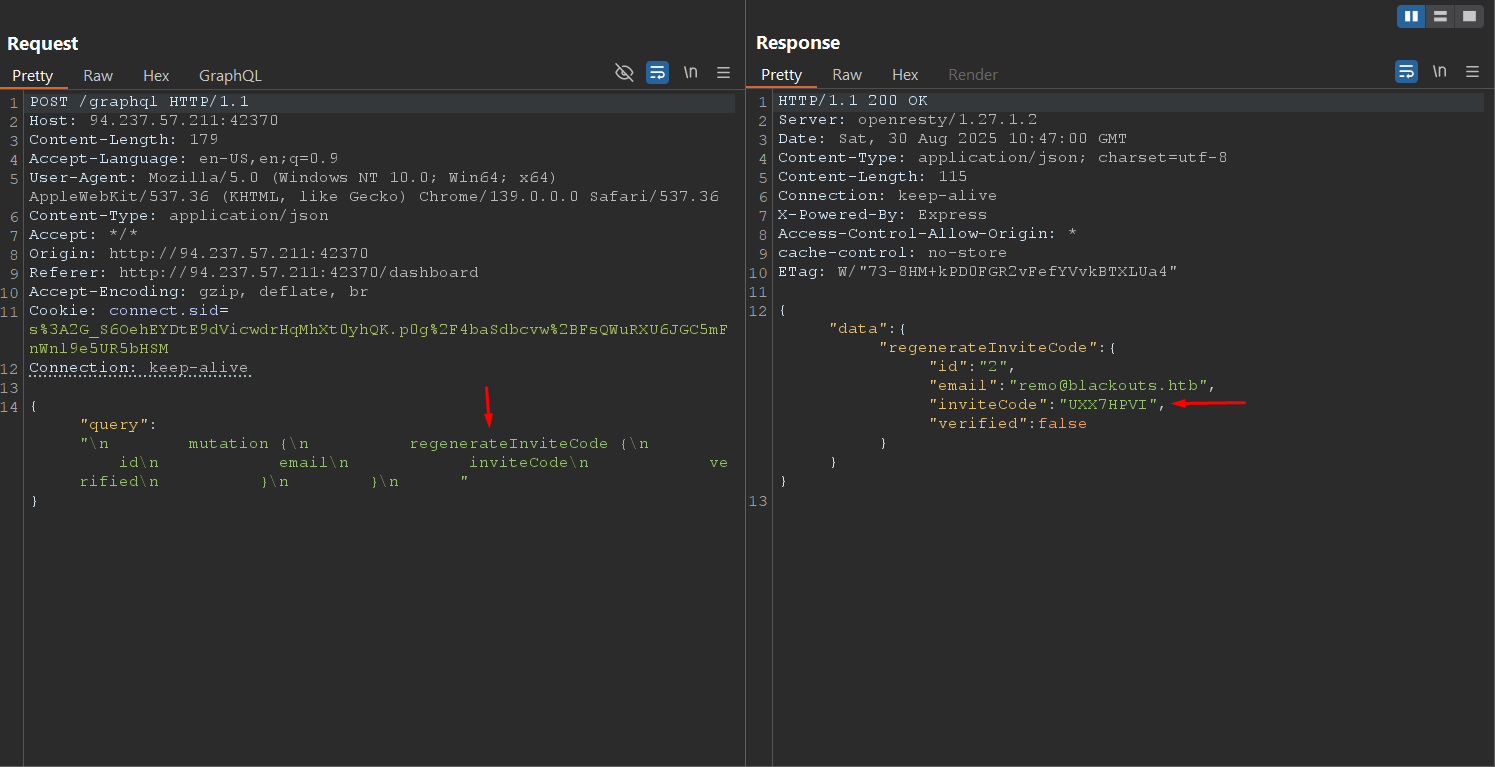 Request
Pretty Raw Hex GraphQL \n
1 POST /graphql HTTP/1.1
2 Host: 94.237.57.211:42370
3 Content-Length: 179
4 Accept-Language: en-US,en;q=0.9
5 User-Agent: Mozilla/5.0 (Windows NT 10.0; Win64; x64)
AppleWebKit/537.36 (KHTML, like Gecko) Chrome/139.0.0.0 Safari/537.36
6 Content-Type: application/json
7 Accept: */*
8 Origin: http://94.237.57.211:42370
9 Referer: http://94.237.57.211:42370/dashboard
10 Accept-Encoding: gzip, deflate, br
11 Cookie: connect.sid=
s%3A2G_S6OehEYDtE9dVicwdrHqMhXt0yhQK.p0g%2F4baSdbcvw%2BFsQWuRXU6JGC5mF
nWnl9e5UR5bHSM
12 Connection: keep-alive
13
14 {
"query":
"\n mutation {\n regenerateInviteCode {\n
id\n email\n inviteCode\n ve
rified\n }\n }\n "
}
Response
Pretty Raw Hex Render \n
1 HTTP/1.1 200 OK
2 Server: openresty/1.27.1.2
3 Date: Sat, 30 Aug 2025 10:47:00 GMT
4 Content-Type: application/json; charset=utf-8
5 Content-Length: 115
6 Connection: keep-alive
7 X-Powered-By: Express
8 Access-Control-Allow-Origin: *
9 cache-control: no-store
10 ETag: W/"73-8HM+kPD0FGR2vFefYVvkBTXLUa4"
11
12 {
"data":{
"regenerateInviteCode":{
"id":"2",
"email":"remo@blackouts.htb",
"inviteCode":"UXX7HPVI",
"verified":false
}
}
}
13